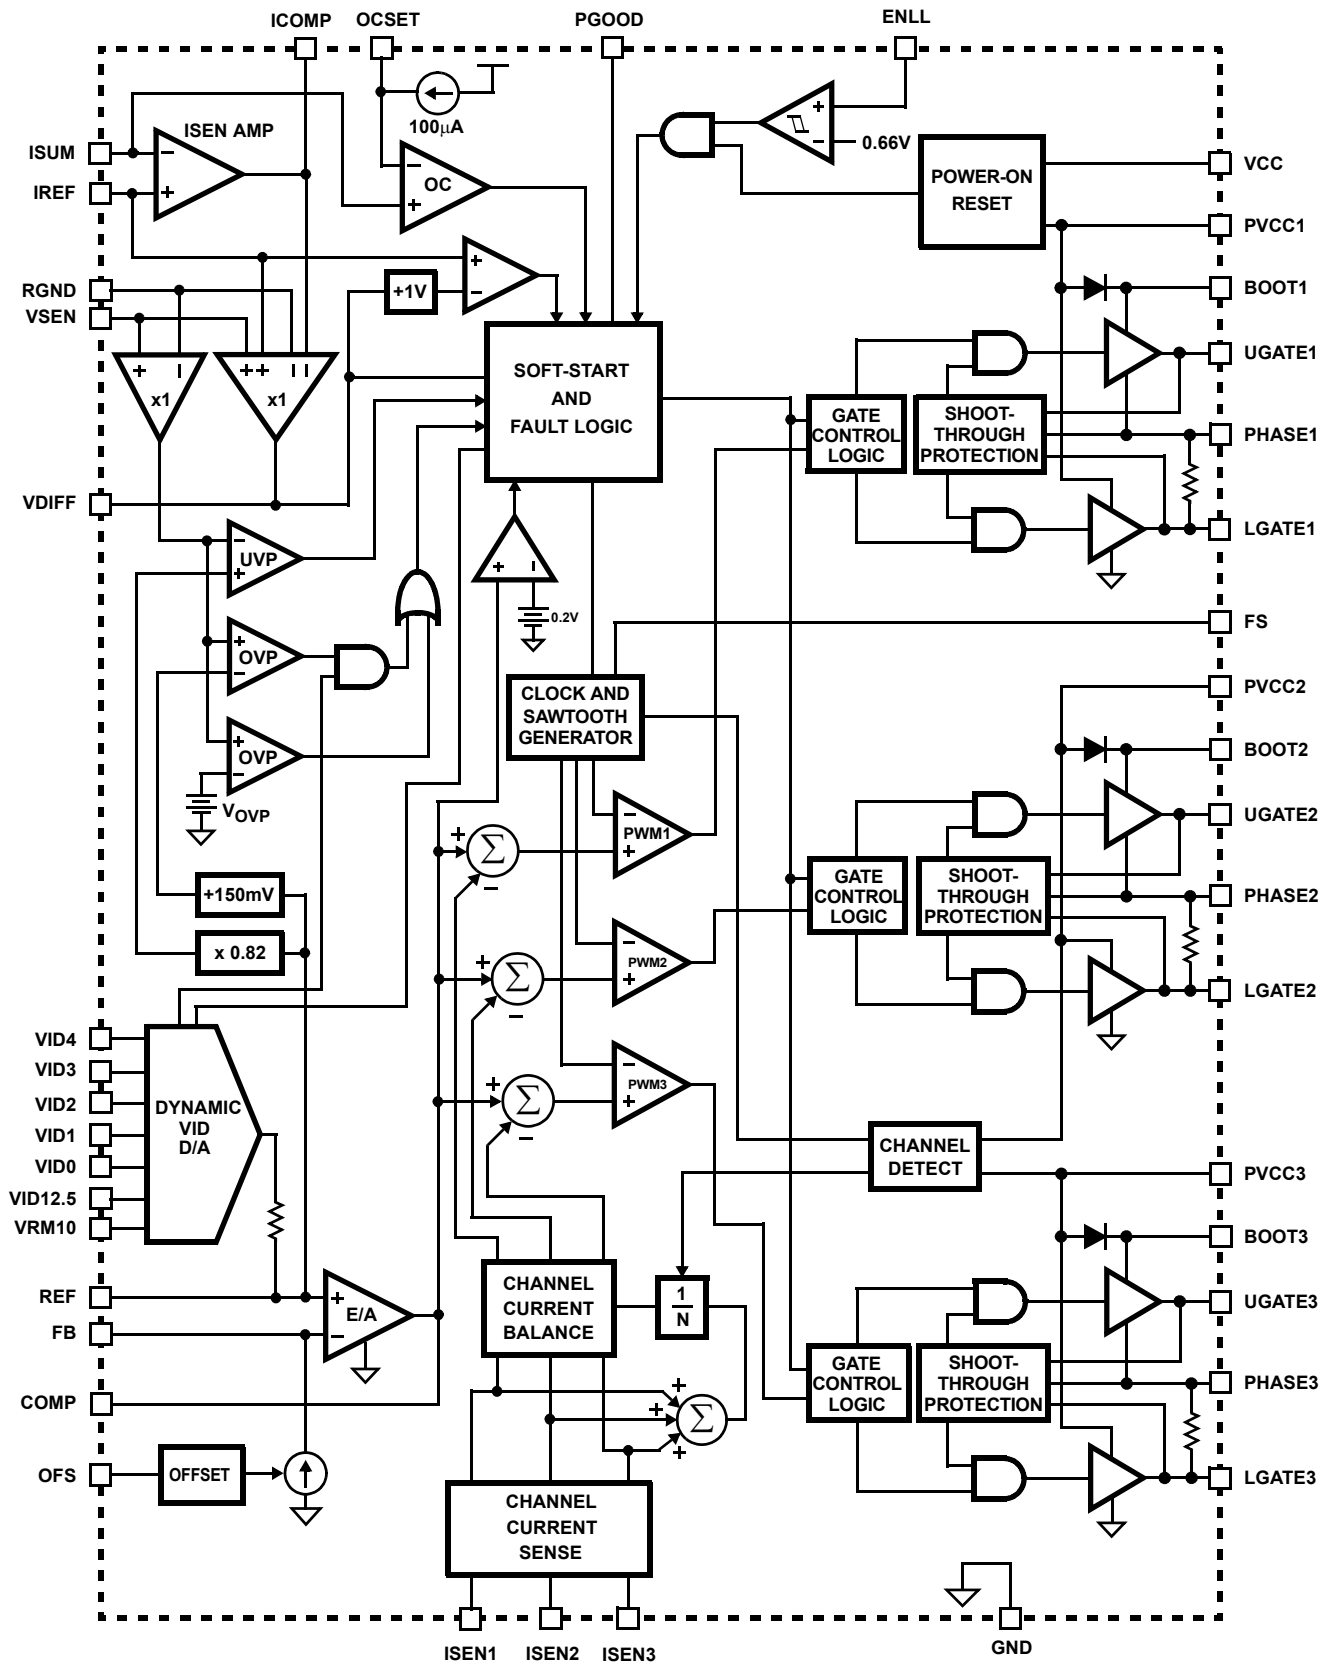 ICOMP
OCSET
PGOOD
ENLL
ISEN AMP
100µA
ISUM
−
−
OC
+
+
−
0.66V
POWER-ON
RESET
VCC
IREF
+
PVCC1
+
−
+1V
RGND
VSEN
BOOT1
UGATE1
+
−
x1
+
+
−
−
x1
SOFT-START
AND
FAULT LOGIC
GATE
CONTROL
LOGIC
SHOOT-
THROUGH
PROTECTION
PHASE1
VDIFF
LGATE1
−
UVP
+
+
−
0.2V
FS
+
OVP
−
CLOCK AND
SAWTOOTH
GENERATOR
PVCC2
+
OVP
−
VOVP
BOOT2
UGATE2
+
Σ
−
−
PWM1
+
+150mV
GATE
CONTROL
LOGIC
SHOOT-
THROUGH
PROTECTION
PHASE2
x 0.82
+
Σ
−
−
PWM2
+
LGATE2
VID4
VID3
VID2
VID1
VID0
VID12.5
VRM10
DYNAMIC
VID
D/A
+
Σ
−
−
PWM3
+
CHANNEL
DETECT
PVCC3
BOOT3
REF
FB
+
E/A
−
CHANNEL
CURRENT
BALANCE
1
N
UGATE3
GATE
CONTROL
LOGIC
SHOOT-
THROUGH
PROTECTION
PHASE3
COMP
+
+
+
Σ
OFS
OFFSET
LGATE3
CHANNEL
CURRENT
SENSE
ISEN1
ISEN2
ISEN3
GND